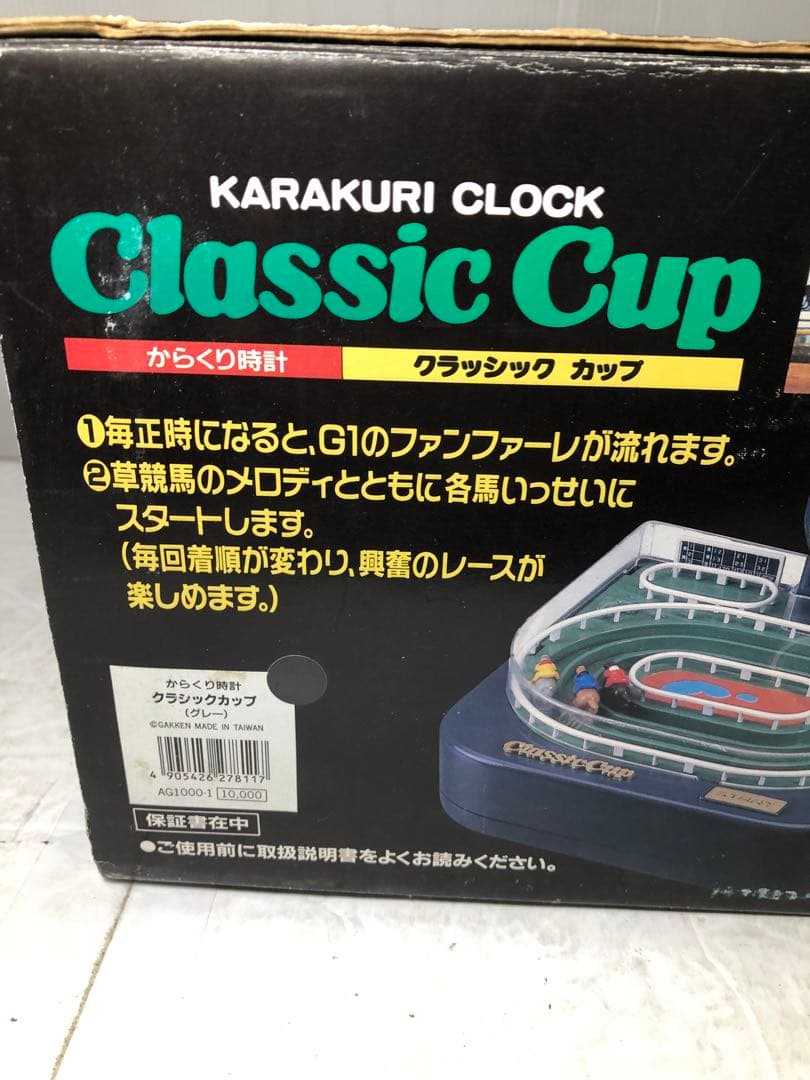 KARAKURI CLOCK
Classic Cup
からくり時計
クラッシック カップ
①毎正時になると、G1のファンファーレが流れます。
②草競馬のメロディとともに各馬いっせいに
スタートします。
(毎回着順が変わり、興奮のレースが
楽しめます。)
からくり時計
クラシックカップ
(グレー)
©GAKKEN MADE IN TAIWAN
4 905426 278117
AG1000-1 10,000
Classic Cup
保証書在中
●ご使用前に取扱説明書をよくお読みください。